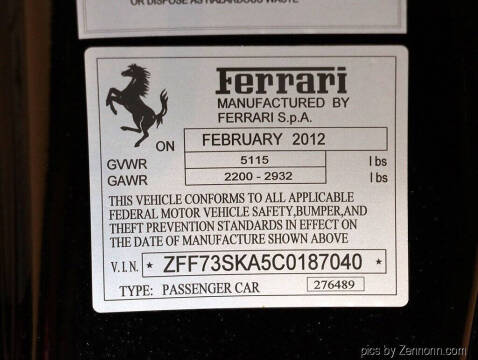 OR DISPOSE AS HAZARDOUS WASTE
Ferrari
MANUFACTURED BY
FERRARI S.p.A.
ON FEBRUARY 2012
GVWR 5115 lbs
GAWR 2200 - 2932 lbs
THIS VEHICLE CONFORMS TO ALL APPLICABLE
FEDERAL MOTOR VEHICLE SAFETY,BUMPER,AND
THEFT PREVENTION STANDARDS IN EFFECT ON
THE DATE OF MANUFACTURE SHOWN ABOVE
V.I.N. * ZFF73SKA5C0187040 *
TYPE: PASSENGER CAR 276489
pics by Zennonn.com